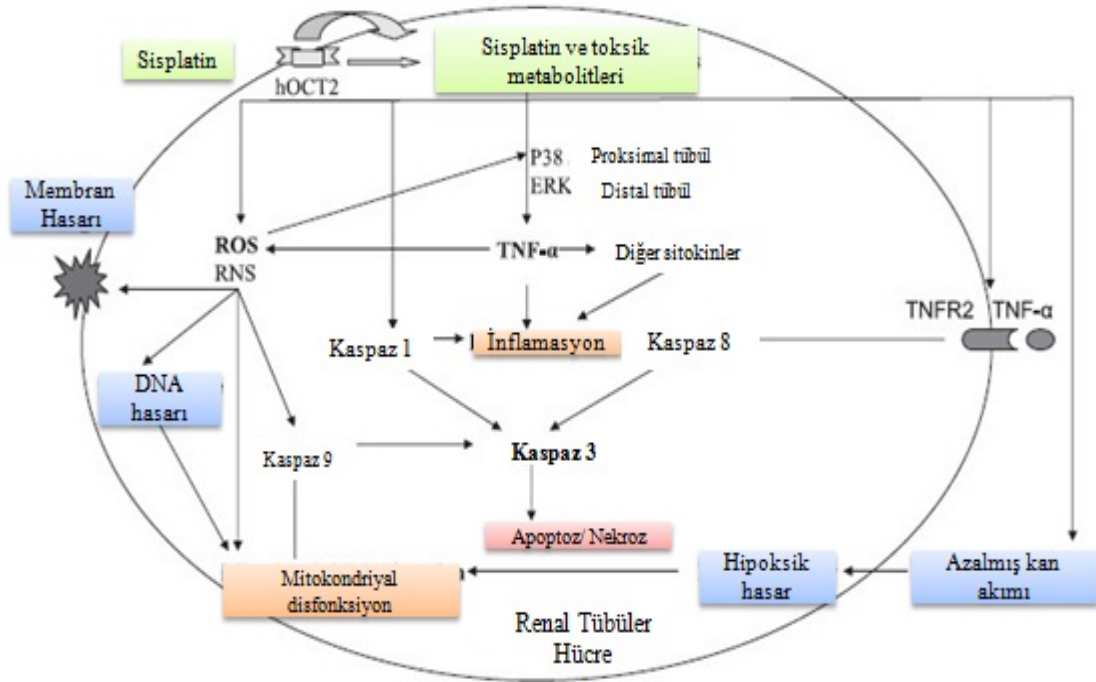 Sisplatin
hOCT2
Sisplatin ve toksik
metabolitleri
s
P38 Proksimal tübül
ERK Distal tübül
Membran
Hasarı
ROS
RNS
TNF-α
Diğer sitokinler
TNFR2 TNF-α
Kaspaz 1
İnflamasyon
Kaspaz 8
DNA
hasarı
Kaspaz 9
Kaspaz 3
Apoptoz/ Nekroz
Mitokondriyal
disfonksiyon
Hipoksik
hasar
Azalmış kan
akımı
Renal Tübüler
Hücre